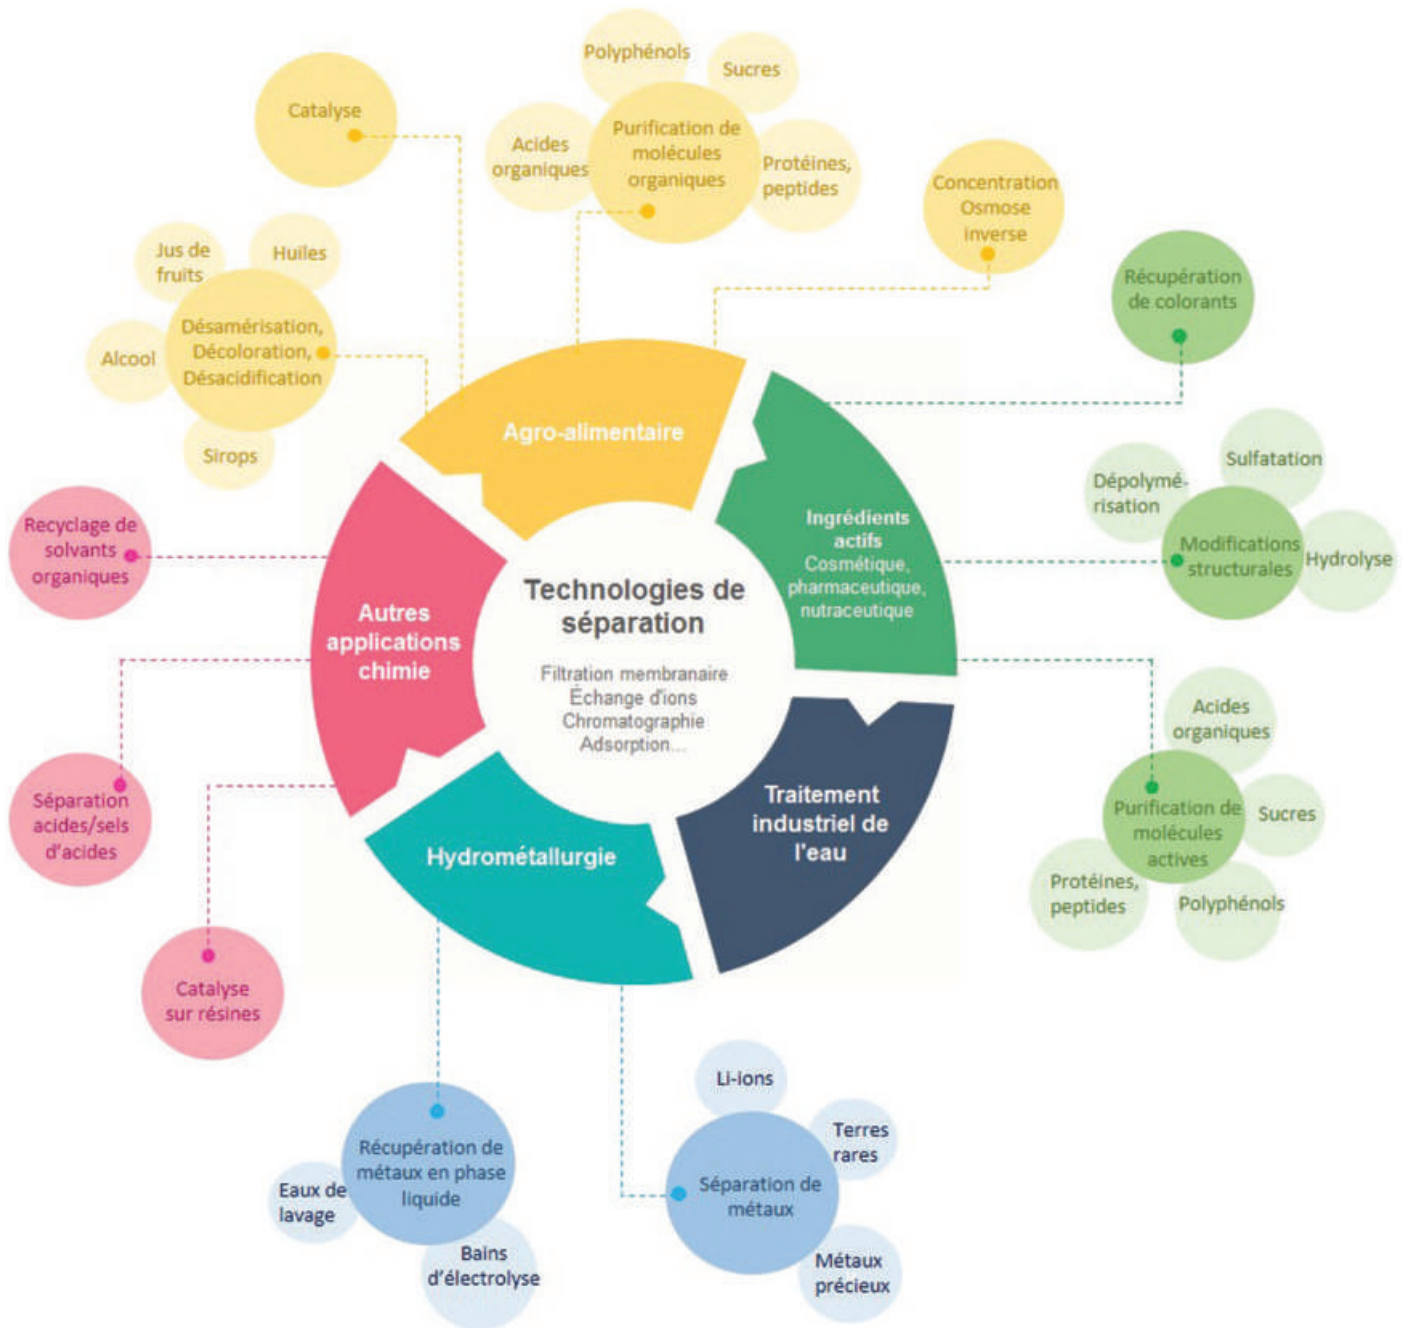 Polyphénols
Sucres
Catalyse
Acides
organiques
Purification de
molécules
organiques
Protéines,
peptides
Concentration
Osmose
inverse
Jus de
fruits
Huiles
Alcool
Désamérisation,
Décoloration,
Désacidification
Sirops
Récupération
de colorants
Agro-alimentaire
Sulfatation
Dépolymé-
risation
Modifications
structurales
Hydrolyse
Ingrédients
actifs
Cosmétique,
pharmaceutique,
nutraceutique
Recyclage de
solvants
organiques
Autres
applications
chimie
Technologies de
séparation
Filtration membranaire
Échange d'ions
Chromatographie
Adsorption...
Acides
organiques
Sucres
Purification de
molécules
actives
Protéines,
peptides
Polyphénols
Traitement
industriel de
l'eau
Séparation
acides/sels
d'acides
Hydrométallurgie
Catalyse
sur résines
Li-ions
Terres
rares
Séparation de
métaux
Métaux
précieux
Récupération de
métaux en phase
liquide
Eaux de
lavage
Bains
d'électrolyse